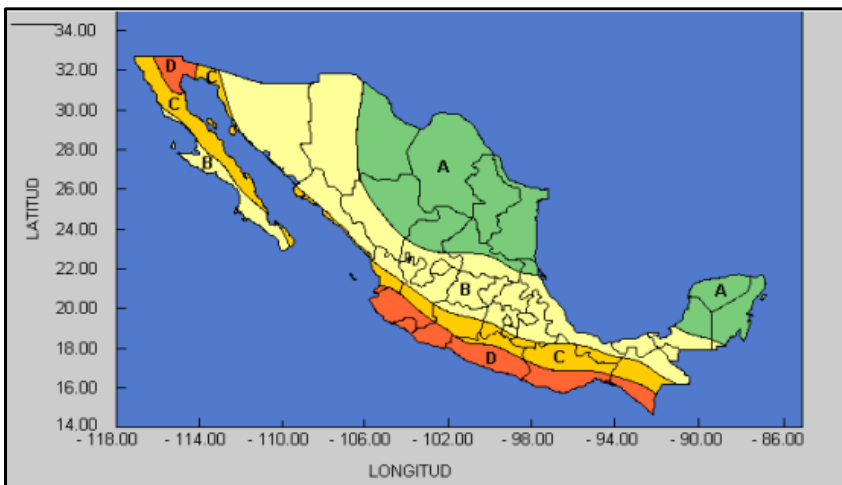 34.00
32.00
30.00
28.00
26.00
24.00
22.00
20.00
18.00
16.00
14.00
LATITUD
D
C
C
A
B
A
B
C
D
- 118.00 - 114.00 - 110.00 - 106.00 - 102.00 - 98.00 - 94.00 - 90.00 - 86.00
LONGITUD